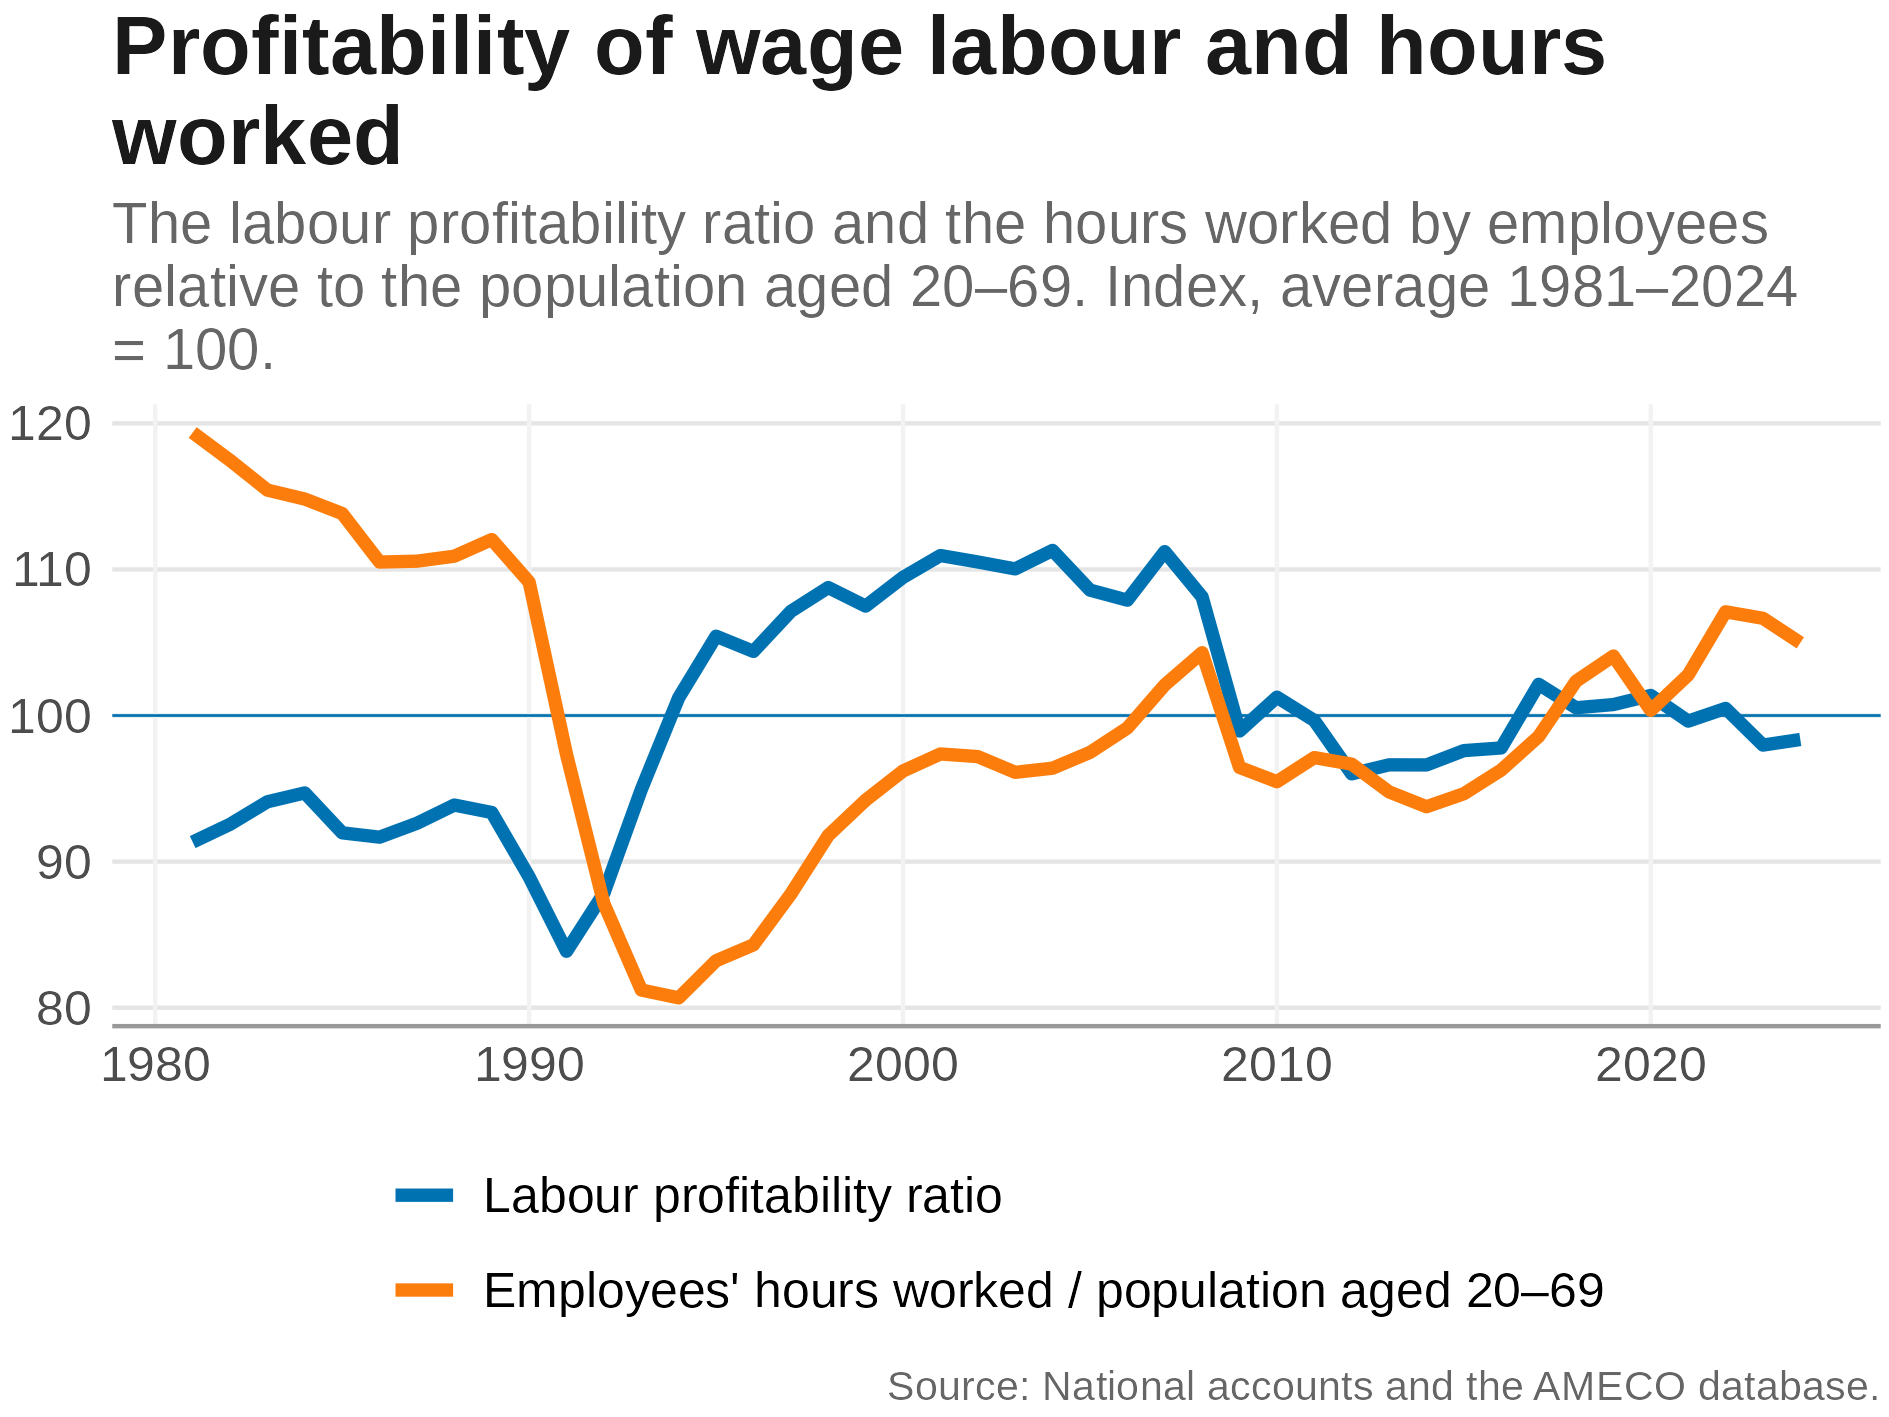 Profitability of wage labour and hours
worked
The labour profitability ratio and the hours worked by employees
relative to the population aged 20–69. Index, average 1981–2024
= 100.
120
110
100
90
80
1980 1990 2000 2010 2020
Labour profitability ratio
Employees' hours worked / population aged 20–69
Source: National accounts and the AMECO database.